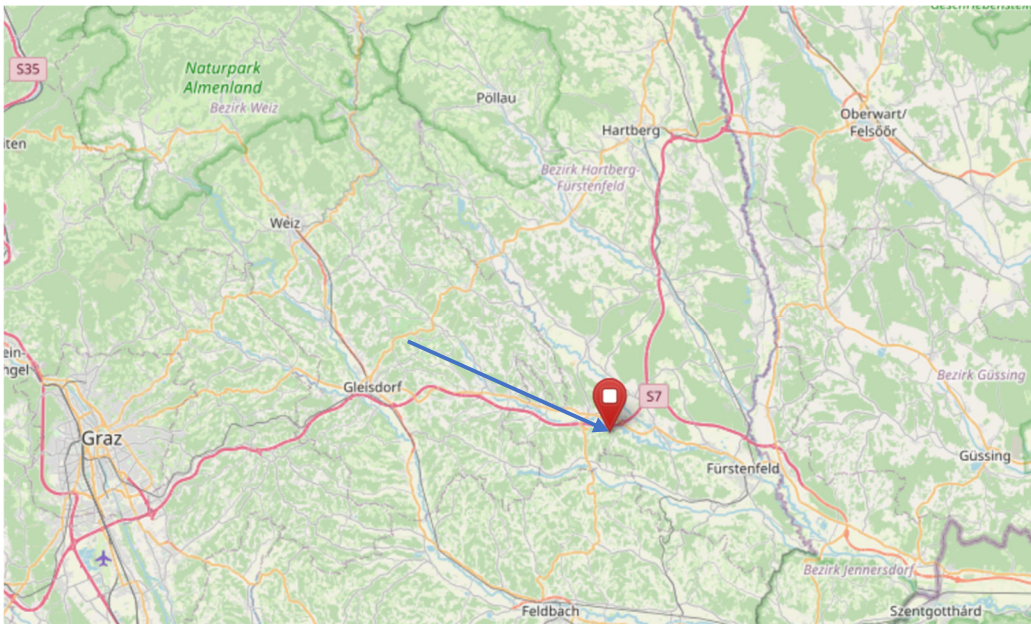 S35
Naturpark
Almenland
Bezirk Weiz
Pöllau
Hartberg
Oberwart/
Felsőőr
Bezirk Hartberg-
Fürstenfeld
Weiz
Gleisdorf
S7
Bezirk Güssing
Graz
Fürstenfeld
Güssing
Bezirk Jennersdorf
Feldbach
Szentgotthárd